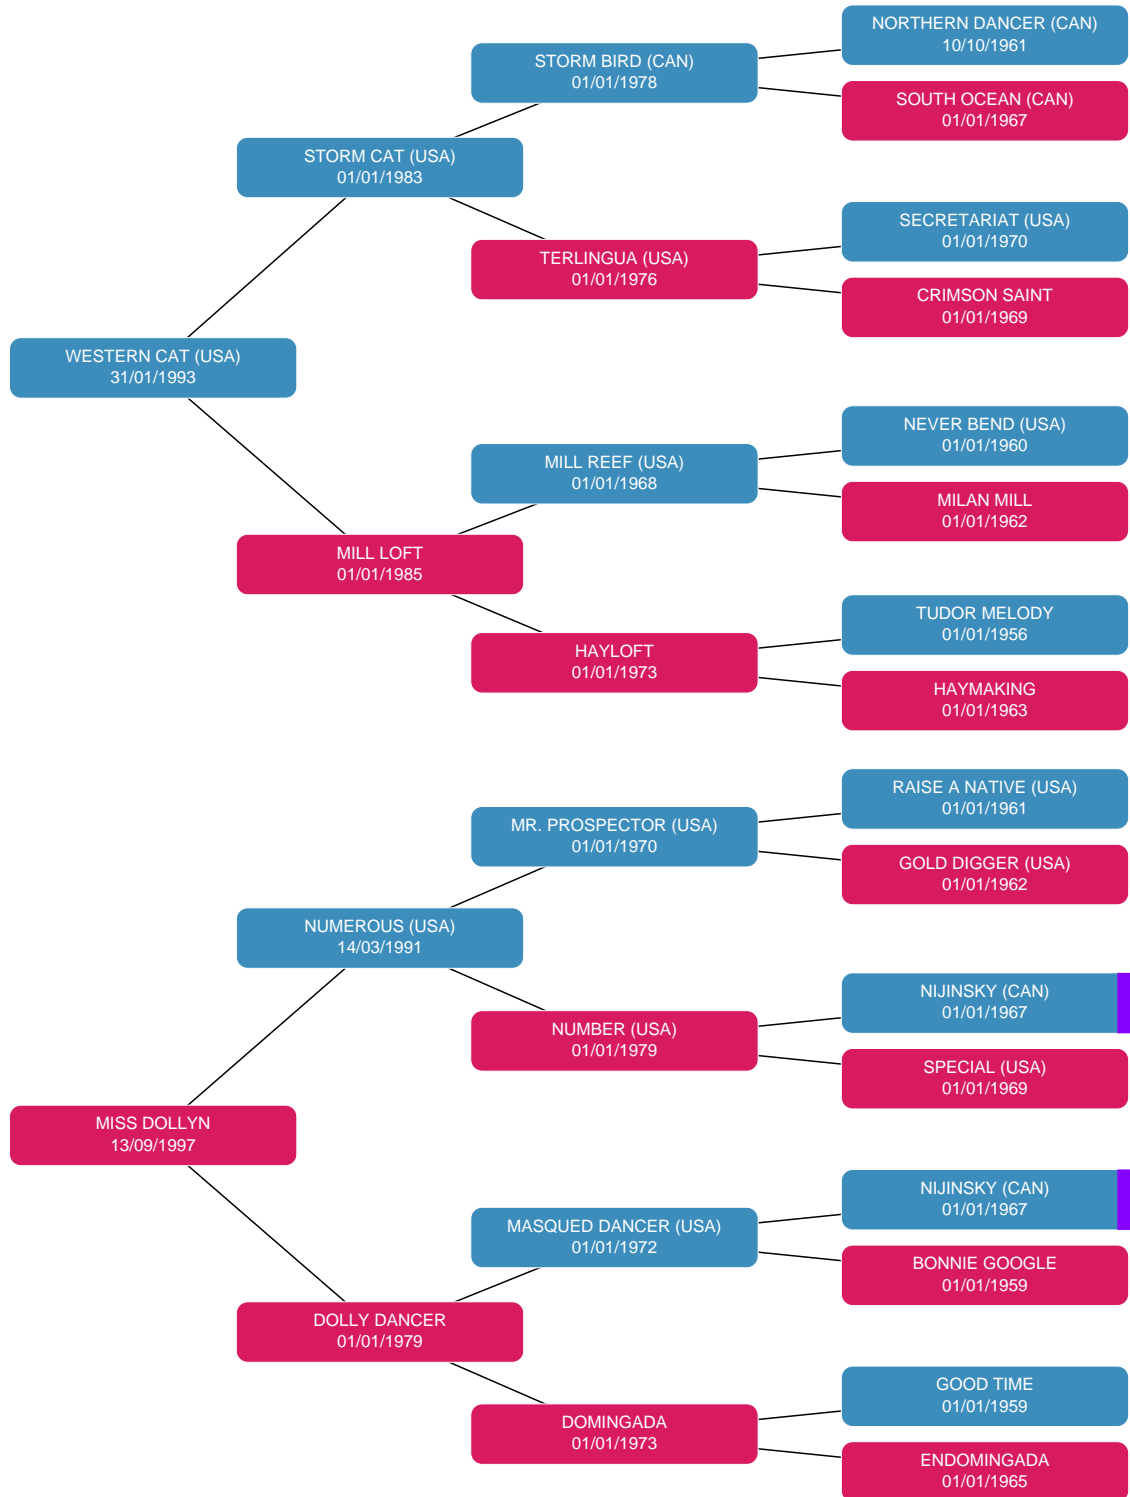 NORTHERN DANCER (CAN)
10/10/1961
STORM BIRD (CAN)
01/01/1978
SOUTH OCEAN (CAN)
01/01/1967
STORM CAT (USA)
01/01/1983
SECRETARIAT (USA)
01/01/1970
TERLINGUA (USA)
01/01/1976
CRIMSON SAINT
01/01/1969
WESTERN CAT (USA)
31/01/1993
NEVER BEND (USA)
01/01/1960
MILL REEF (USA)
01/01/1968
MILAN MILL
01/01/1962
MILL LOFT
01/01/1985
TUDOR MELODY
01/01/1956
HAYLOFT
01/01/1973
HAYMAKING
01/01/1963
RAISE A NATIVE (USA)
01/01/1961
MR. PROSPECTOR (USA)
01/01/1970
GOLD DIGGER (USA)
01/01/1962
NUMEROUS (USA)
14/03/1991
NIJINSKY (CAN)
01/01/1967
NUMBER (USA)
01/01/1979
SPECIAL (USA)
01/01/1969
MISS DOLLYN
13/09/1997
NIJINSKY (CAN)
01/01/1967
MASQUED DANCER (USA)
01/01/1972
BONNIE GOOGLE
01/01/1959
DOLLY DANCER
01/01/1979
GOOD TIME
01/01/1959
DOMINGADA
01/01/1973
ENDOMINGADA
01/01/1965